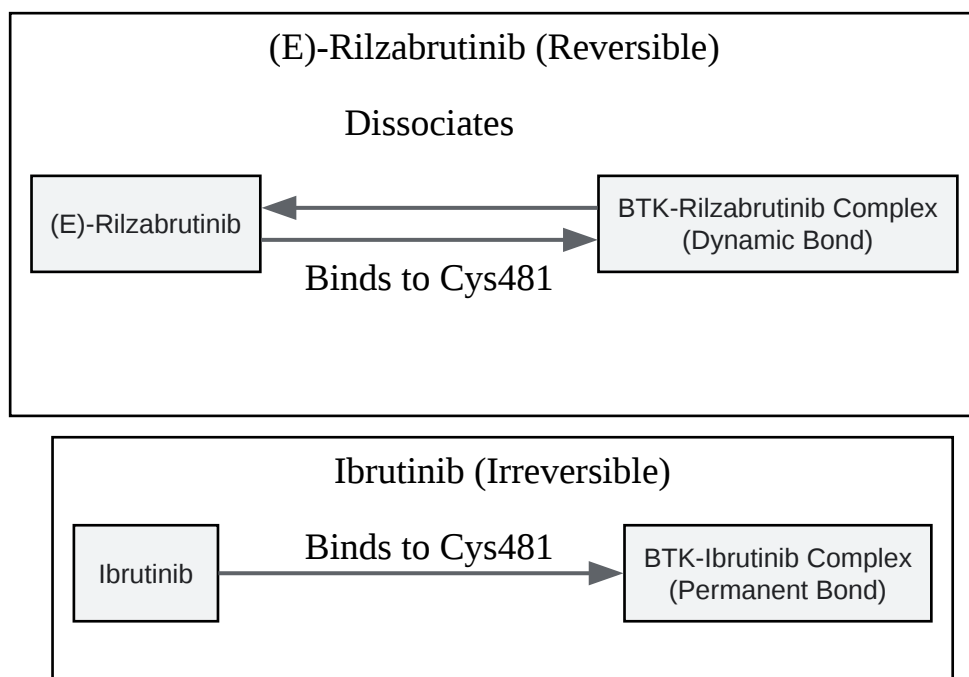 (E)-Rilzabrutinib (Reversible)
Dissociates
(E)-Rilzabrutinib
BTK-Rilzabrutinib Complex
(Dynamic Bond)
Binds to Cys481
Ibrutinib (Irreversible)
Binds to Cys481
Ibrutinib
BTK-Ibrutinib Complex
(Permanent Bond)